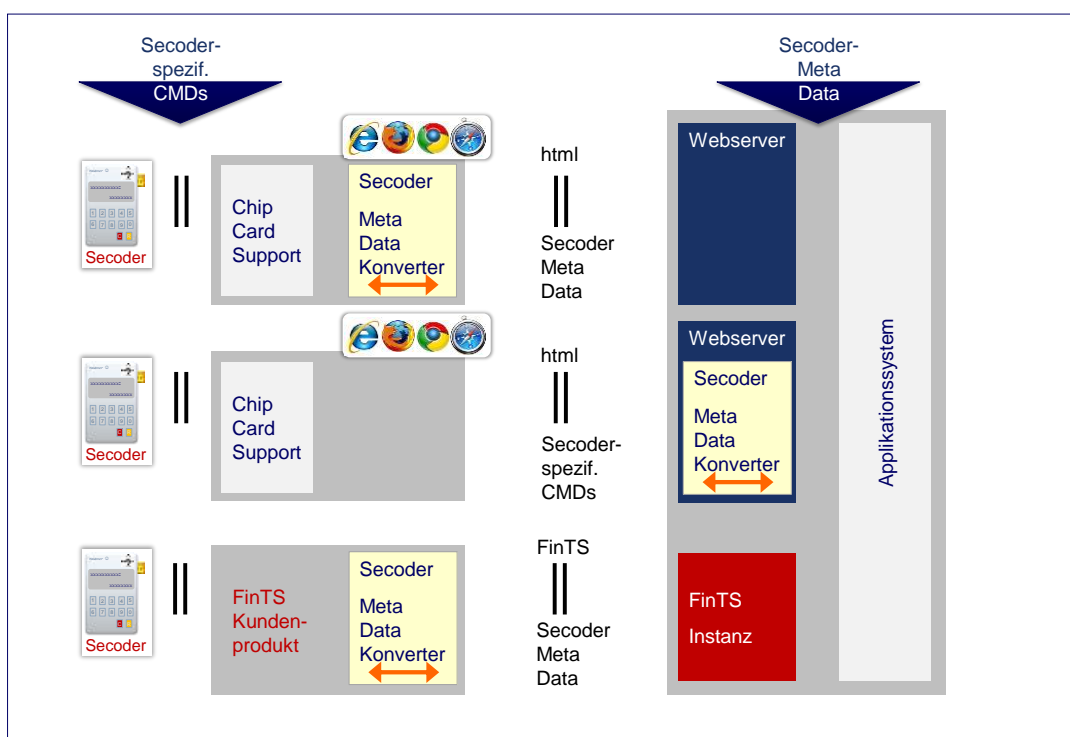 Secoder-
spezif.
CMDs
Secoder-
Meta
Data
Secoder
Chip
Card
Support
Secoder
Meta
Data
Konverter
html
Secoder
Meta
Data
Webserver
Applikationssystem
Secoder
Chip
Card
Support
html
Secoder-
spezif.
CMDs
Webserver
Secoder
Meta
Data
Konverter
Secoder
FinTS
Kunden-
produkt
Secoder
Meta
Data
Konverter
FinTS
Secoder
Meta
Data
FinTS
Instanz